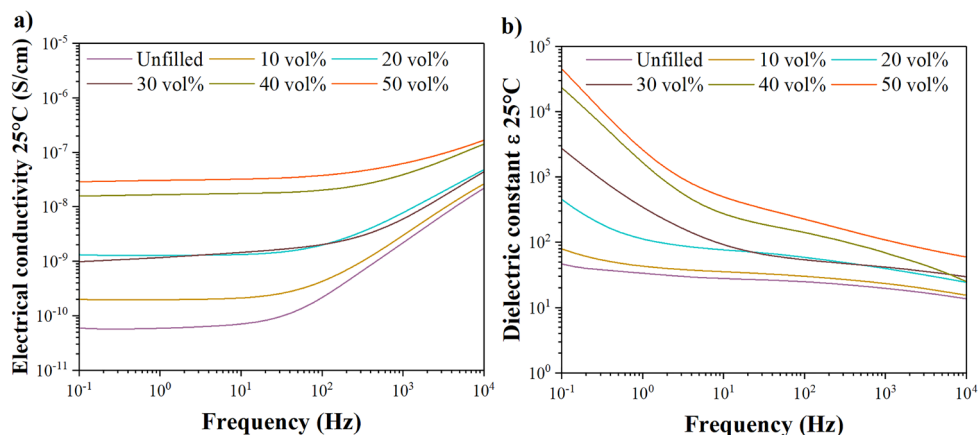 a)
Electrical conductivity 25°C (S/cm)
10⁻⁵
10⁻⁶
10⁻⁷
10⁻⁸
10⁻⁹
10⁻¹⁰
10⁻¹¹
Unfilled 10 vol% 20 vol%
30 vol% 40 vol% 50 vol%
10⁻¹ 10⁰ 10¹ 10² 10³ 10⁴
Frequency (Hz)
b)
Dielectric constant ε 25°C
10⁵
10⁴
10³
10²
10¹
10⁰
Unfilled 10 vol% 20 vol%
30 vol% 40 vol% 50 vol%
10⁻¹ 10⁰ 10¹ 10² 10³ 10⁴
Frequency (Hz)